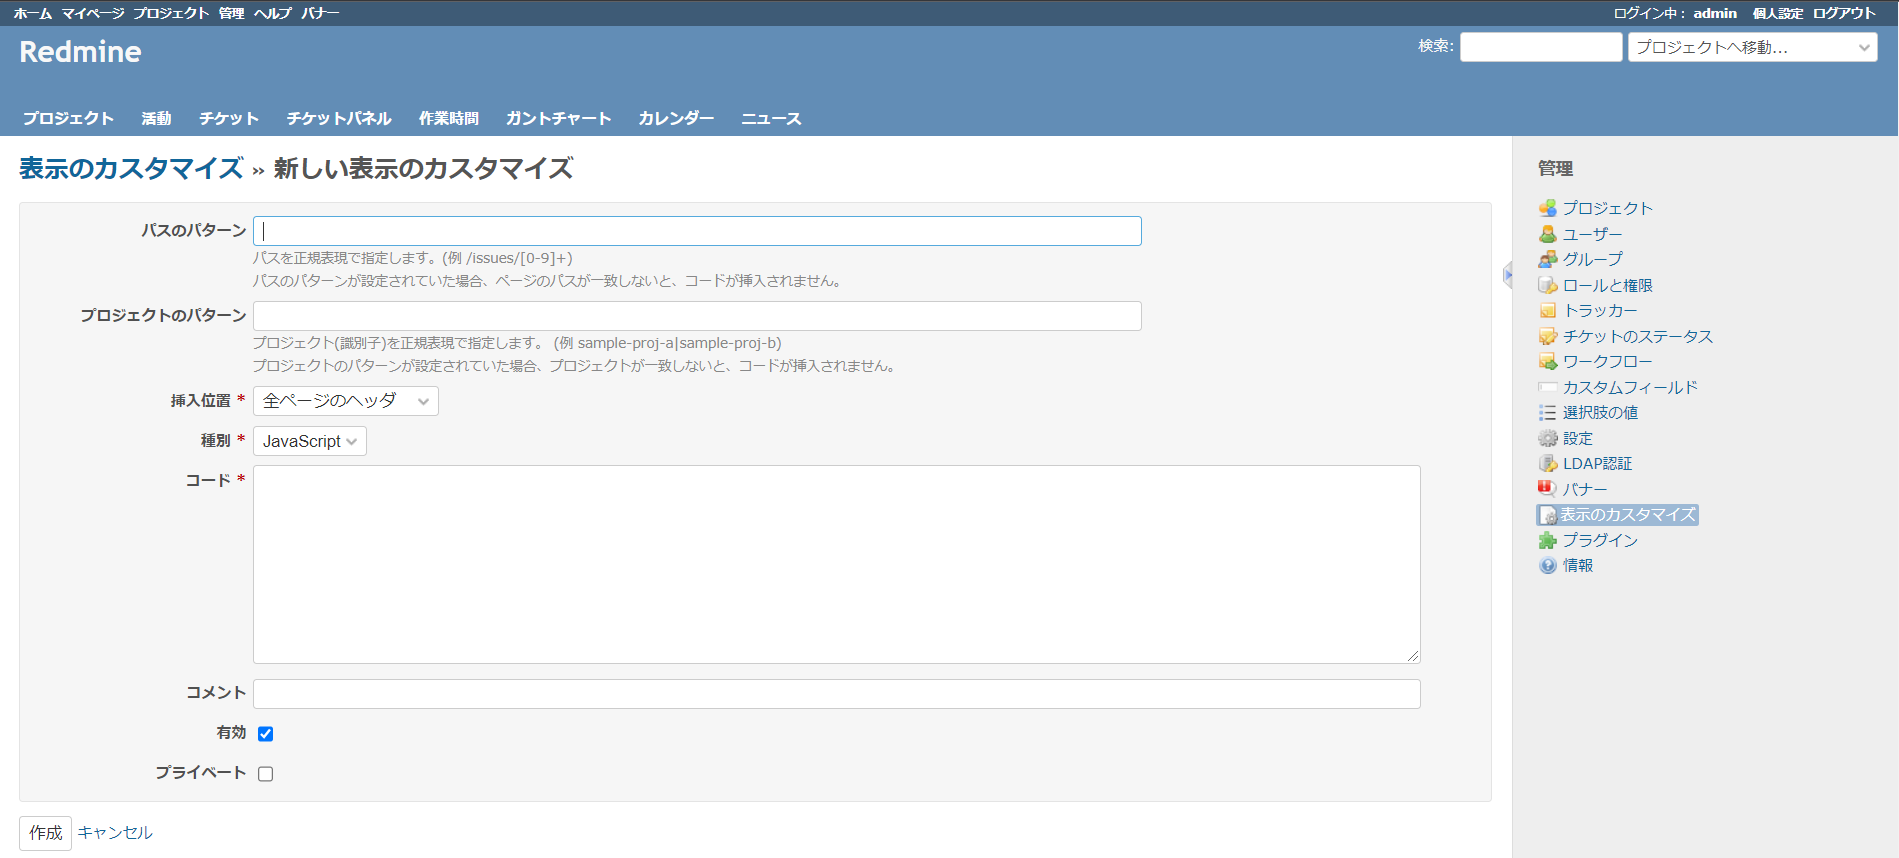 ホーム マイページ プロジェクト 管理 ヘルプ バナー
ログイン中： admin 個人設定 ログアウト
Redmine
検索:
プロジェクトへ移動...
プロジェクト 活動 チケット チケットパネル 作業時間 ガントチャート カレンダー ニュース
表示のカスタマイズ » 新しい表示のカスタマイズ
パスのパターン
パスを正規表現で指定します。(例 /issues/[0-9]+)
パスのパターンが設定されていた場合、ページのパスが一致しないと、コードが挿入されません。
プロジェクトのパターン
プロジェクト(識別子)を正規表現で指定します。 (例 sample-proj-a|sample-proj-b)
プロジェクトのパターンが設定されていた場合、プロジェクトが一致しないと、コードが挿入されません。
挿入位置 * 全ページのヘッダ
種別 * JavaScript
コード *
コメント
有効
プライベート
作成 キャンセル
管理
プロジェクト
ユーザー
グループ
ロールと権限
トラッカー
チケットのステータス
ワークフロー
カスタムフィールド
選択肢の値
設定
LDAP認証
バナー
表示のカスタマイズ
プラグイン
情報